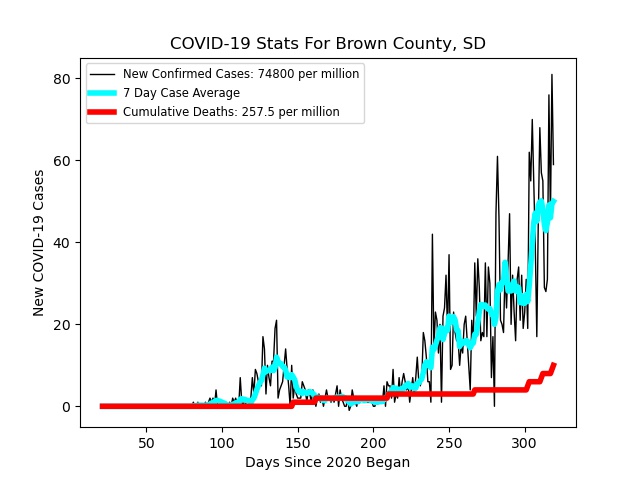 COVID-19 Stats For Brown County, SD
New Confirmed Cases: 74800 per million
7 Day Case Average
Cumulative Deaths: 257.5 per million
80
60
40
20
0
New COVID-19 Cases
50 100 150 200 250 300
Days Since 2020 Began